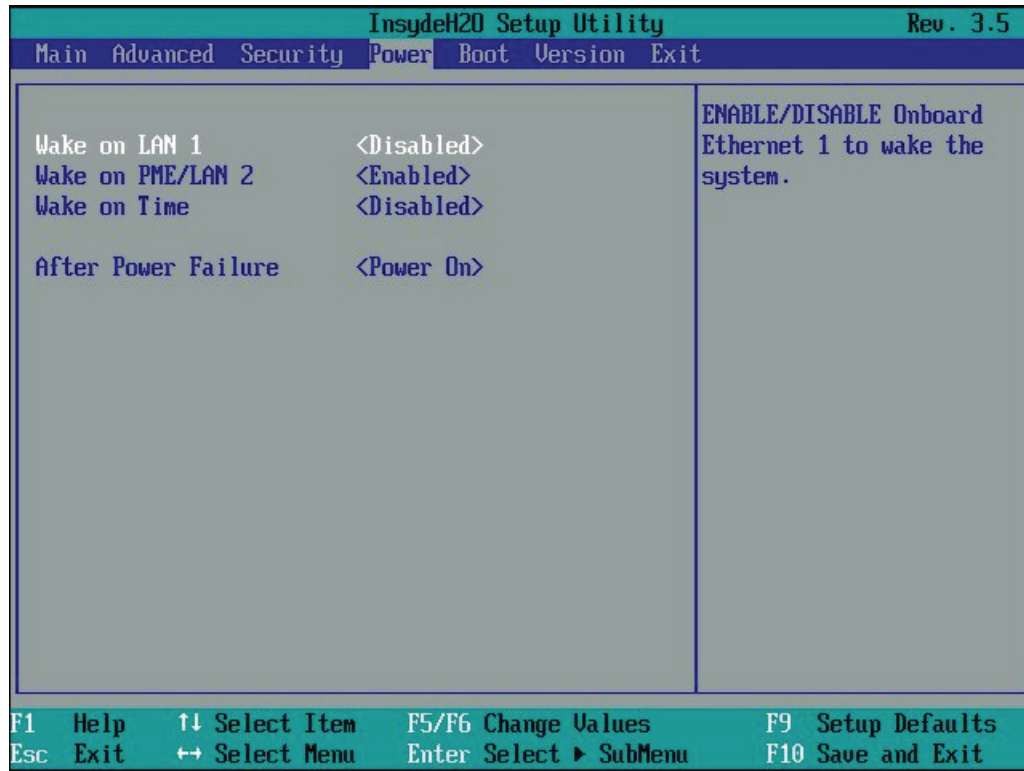 InsydeH2O Setup Utility Rev. 3.5
Main Advanced Security Power Boot Version Exit
Wake on LAN 1 <Disabled>
Wake on PME/LAN 2 <Enabled>
Wake on Time <Disabled>
After Power Failure <Power On>
ENABLE/DISABLE Onboard
Ethernet 1 to wake the
system.
F1 Help ↑↓ Select Item F5/F6 Change Values F9 Setup Defaults
Esc Exit ↔ Select Menu Enter Select ▶ SubMenu F10 Save and Exit